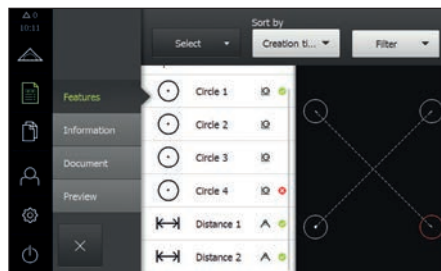 0
10:11
Sort by
Select
Creation ti...
Filter
Features
Information
Document
Preview
Circle 1
Circle 2
Circle 3
Circle 4
Distance 1
Distance 2